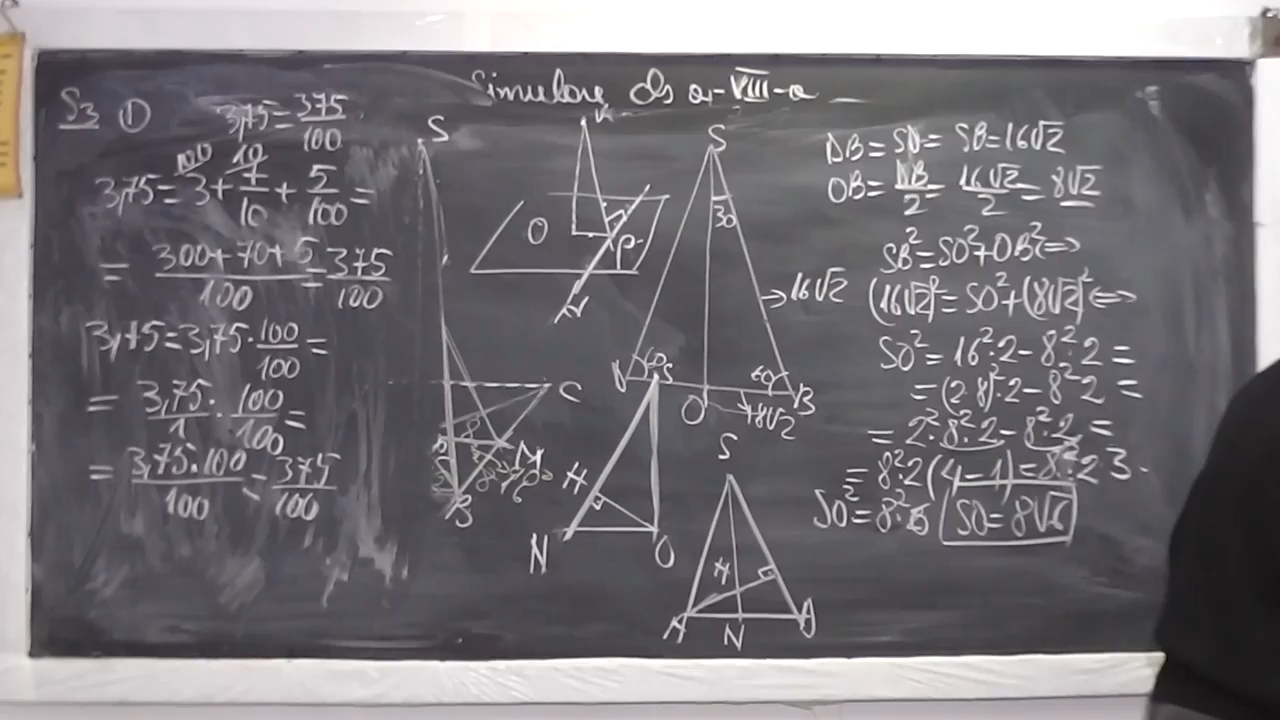 Simulare cls a-VIII-a
S3 ①
3,75=375/100
3,75=3+7/10+5/100=
100 10
= (300+70+5)/100=375/100
3,75=3,75·100/100=
= 3,75/1·100/100=
= (3,75·100)/100=375/100
S
C
M
B
O
V
O
P
S
30
→16√2
60
60
O
B
→8√2
S
H
N
O
S
H
A
N
D
DB=SD=SB=16√2
OB=DB/2=16√2/2=8√2
SB²=SO²+OB²⇔
(16√2)²=SO²+(8√2)²⇔
SO²=16²·2-8²·2=
=(2·8)²·2-8²·2=
=2²·8²·2-8²·2=
=8²·2(4-1)=8²·2·3·
SO²=8²·6 SO=8√6